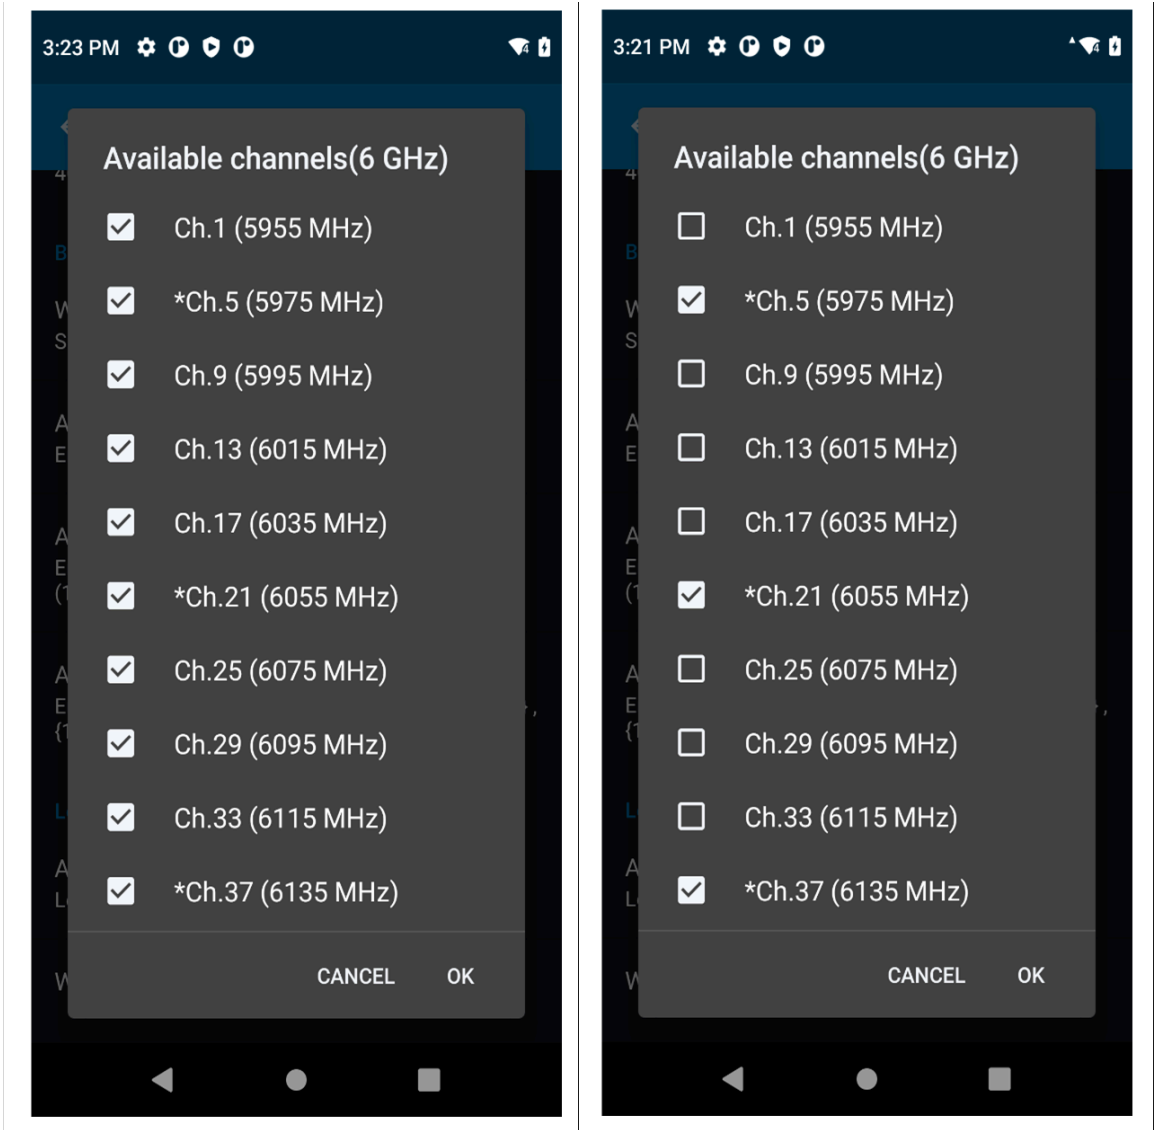 3:23 PM
Available channels(6 GHz)
Ch.1 (5955 MHz)
*Ch.5 (5975 MHz)
Ch.9 (5995 MHz)
Ch.13 (6015 MHz)
Ch.17 (6035 MHz)
*Ch.21 (6055 MHz)
Ch.25 (6075 MHz)
Ch.29 (6095 MHz)
Ch.33 (6115 MHz)
*Ch.37 (6135 MHz)
CANCEL OK
3:21 PM
Available channels(6 GHz)
Ch.1 (5955 MHz)
*Ch.5 (5975 MHz)
Ch.9 (5995 MHz)
Ch.13 (6015 MHz)
Ch.17 (6035 MHz)
*Ch.21 (6055 MHz)
Ch.25 (6075 MHz)
Ch.29 (6095 MHz)
Ch.33 (6115 MHz)
*Ch.37 (6135 MHz)
CANCEL OK